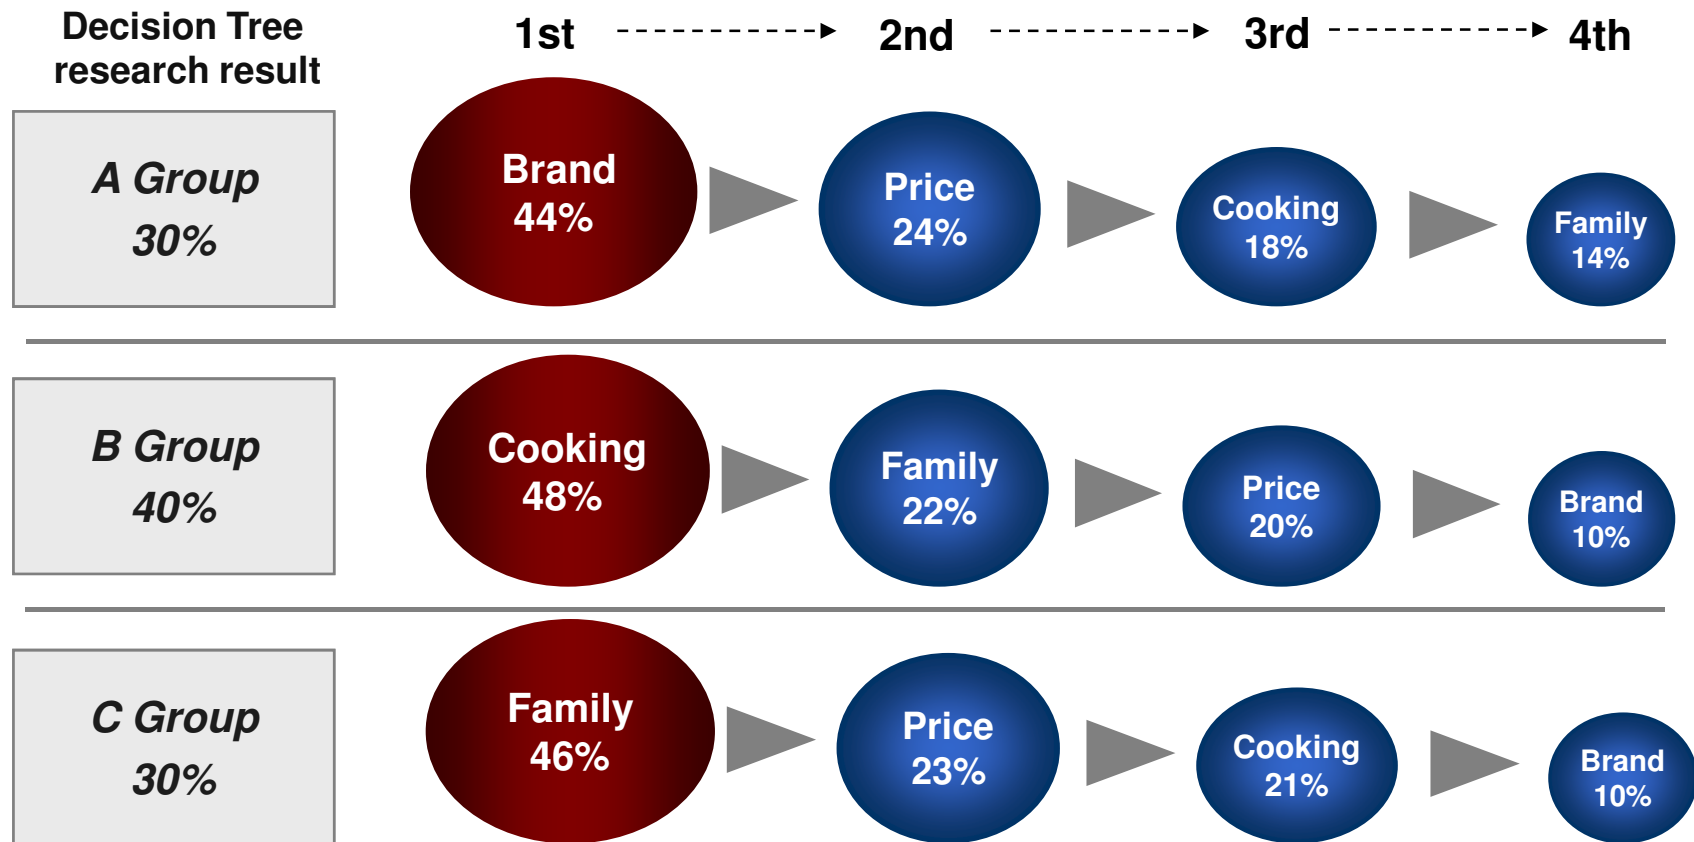 Decision Tree
research result
1st
2nd
3rd
4th
A Group
30%
Brand
44%
Price
24%
Cooking
18%
Family
14%
B Group
40%
Cooking
48%
Family
22%
Price
20%
Brand
10%
C Group
30%
Family
46%
Price
23%
Cooking
21%
Brand
10%